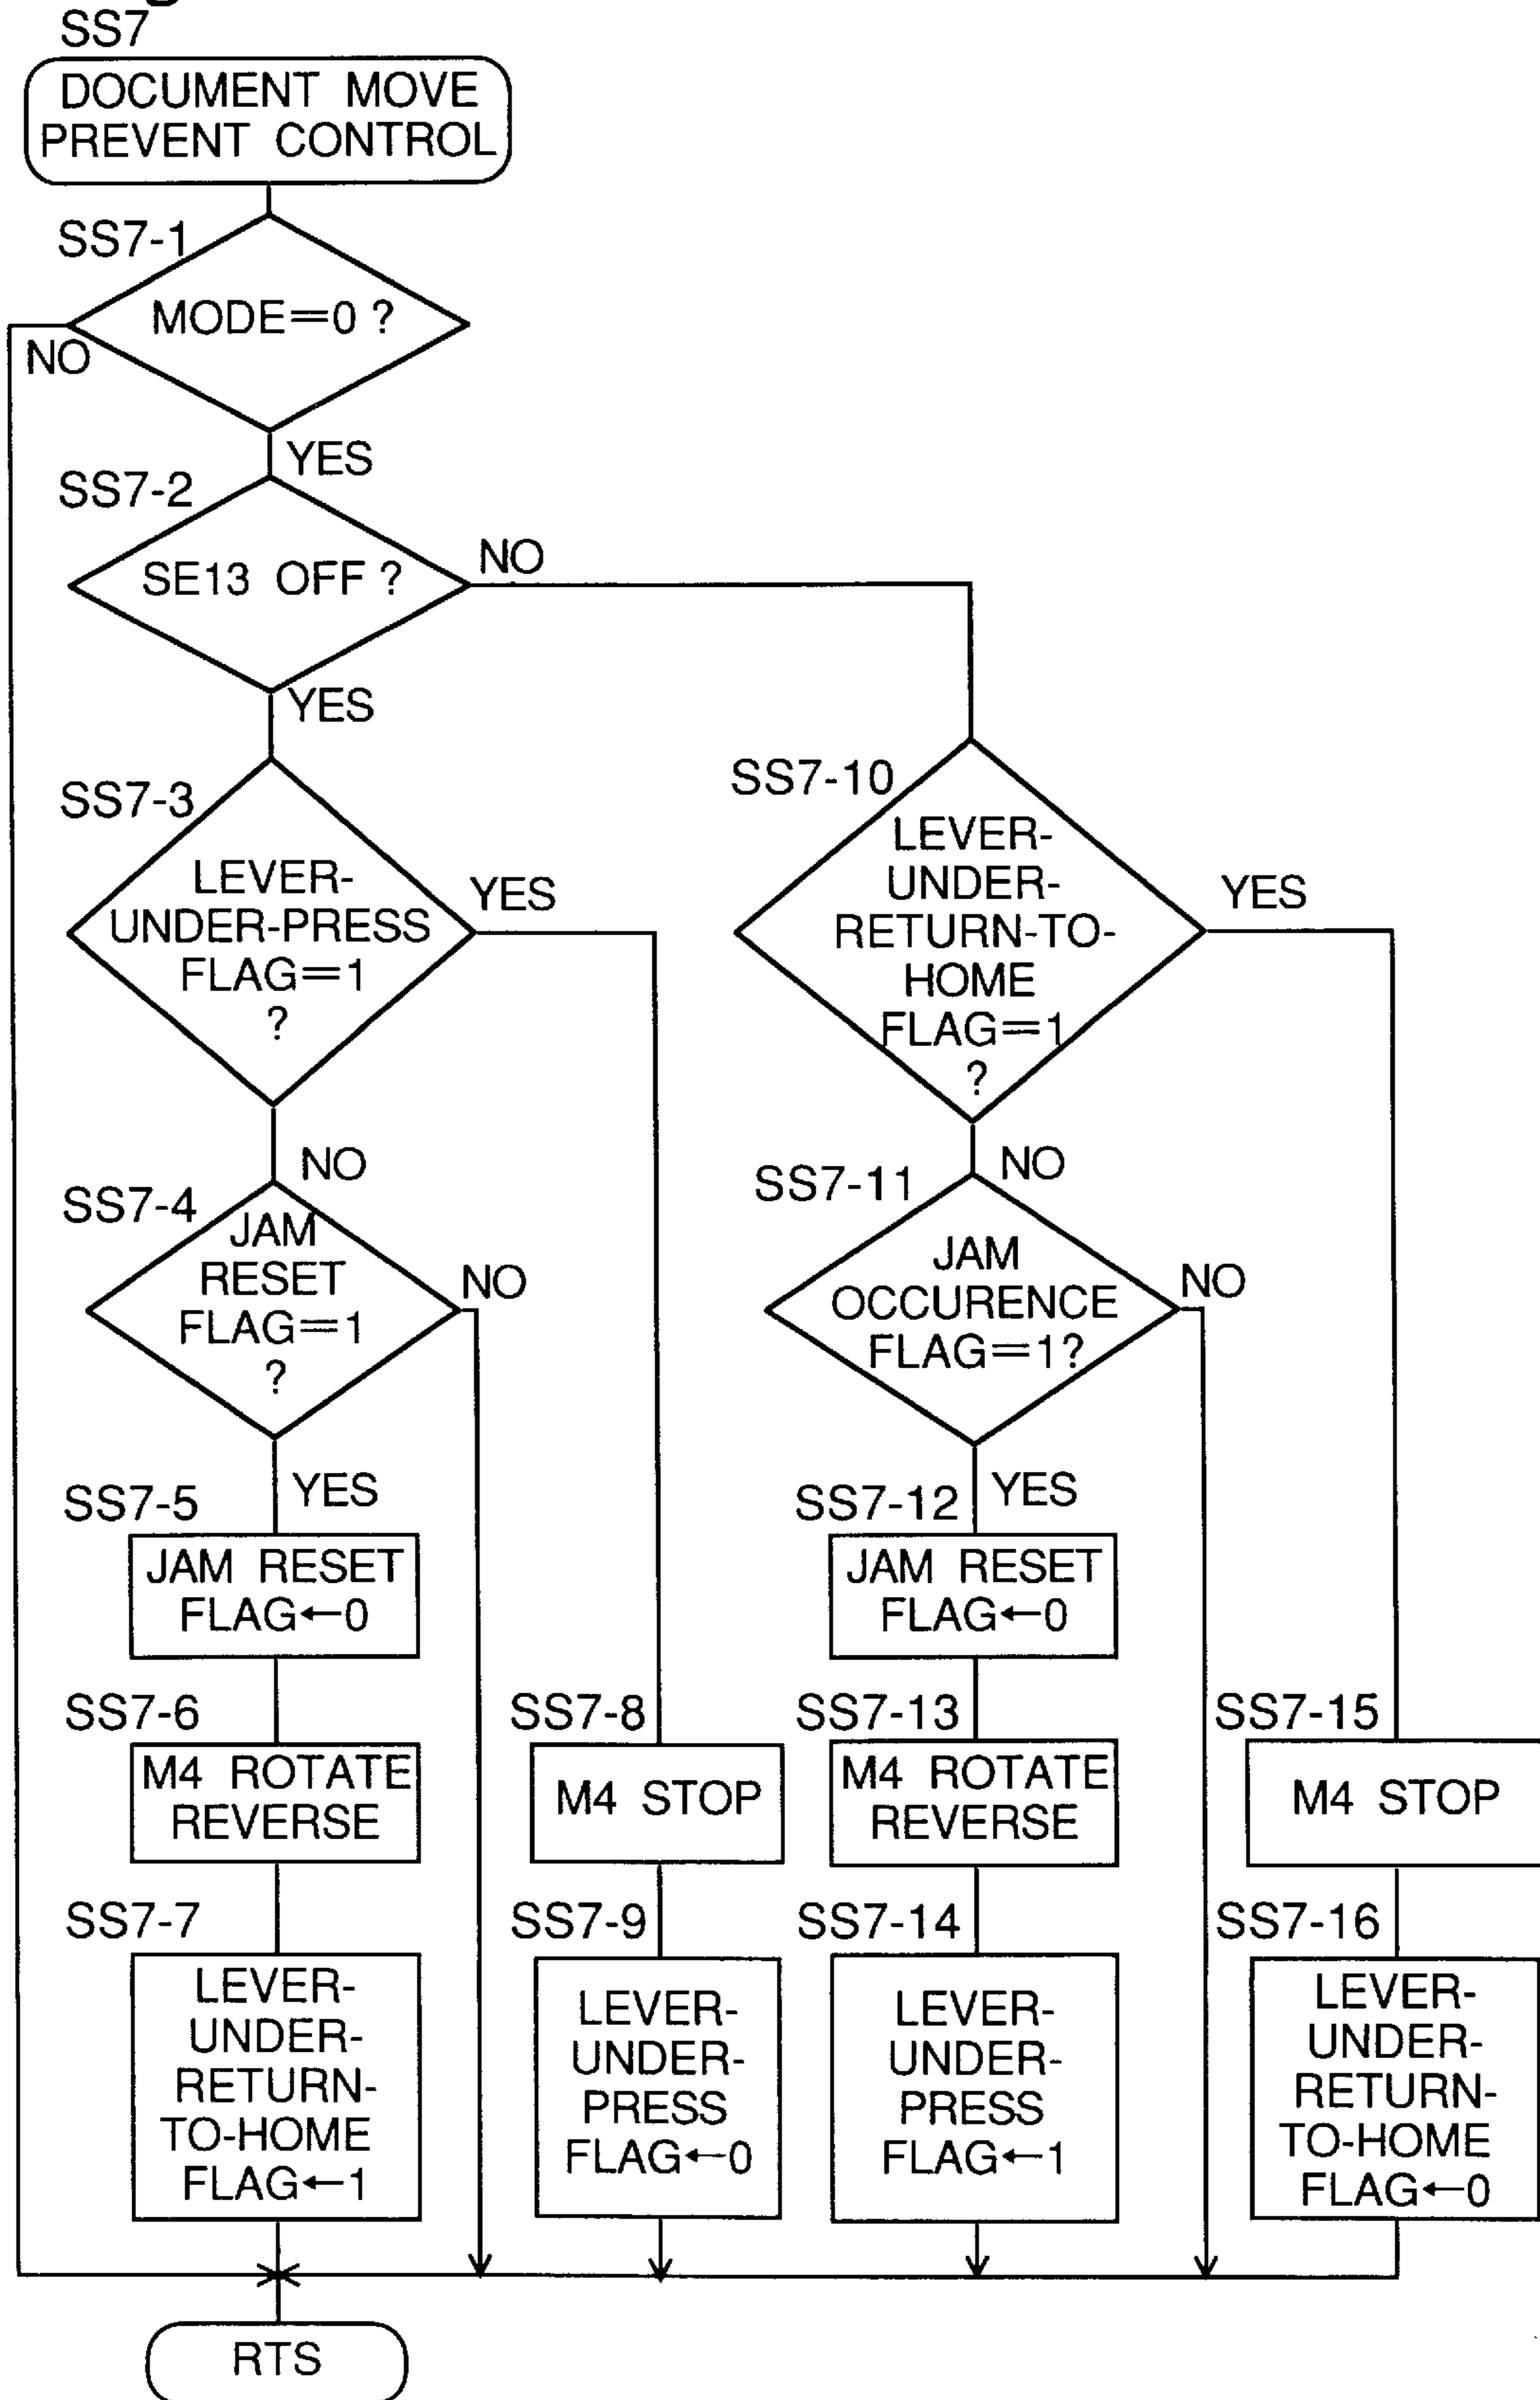 SS7
DOCUMENT MOVE
PREVENT CONTROL
SS7-1
MODE=0 ?
NO
YES
SS7-2
SE13 OFF ?
NO
YES
SS7-3
LEVER-
UNDER-PRESS
FLAG=1
?
YES
NO
SS7-4
JAM
RESET
FLAG=1
?
NO
YES
SS7-5
JAM RESET
FLAG←0
SS7-6
M4 ROTATE
REVERSE
SS7-7
LEVER-
UNDER-
RETURN-
TO-HOME
FLAG←1
SS7-8
M4 STOP
SS7-9
LEVER-
UNDER-
PRESS
FLAG←0
SS7-10
LEVER-
UNDER-
RETURN-TO-
HOME
FLAG=1
?
YES
NO
SS7-11
JAM
OCCURENCE
FLAG=1?
NO
YES
SS7-12
JAM RESET
FLAG←0
SS7-13
M4 ROTATE
REVERSE
SS7-14
LEVER-
UNDER-
PRESS
FLAG←1
SS7-15
M4 STOP
SS7-16
LEVER-
UNDER-
RETURN-
TO-HOME
FLAG←0
RTS